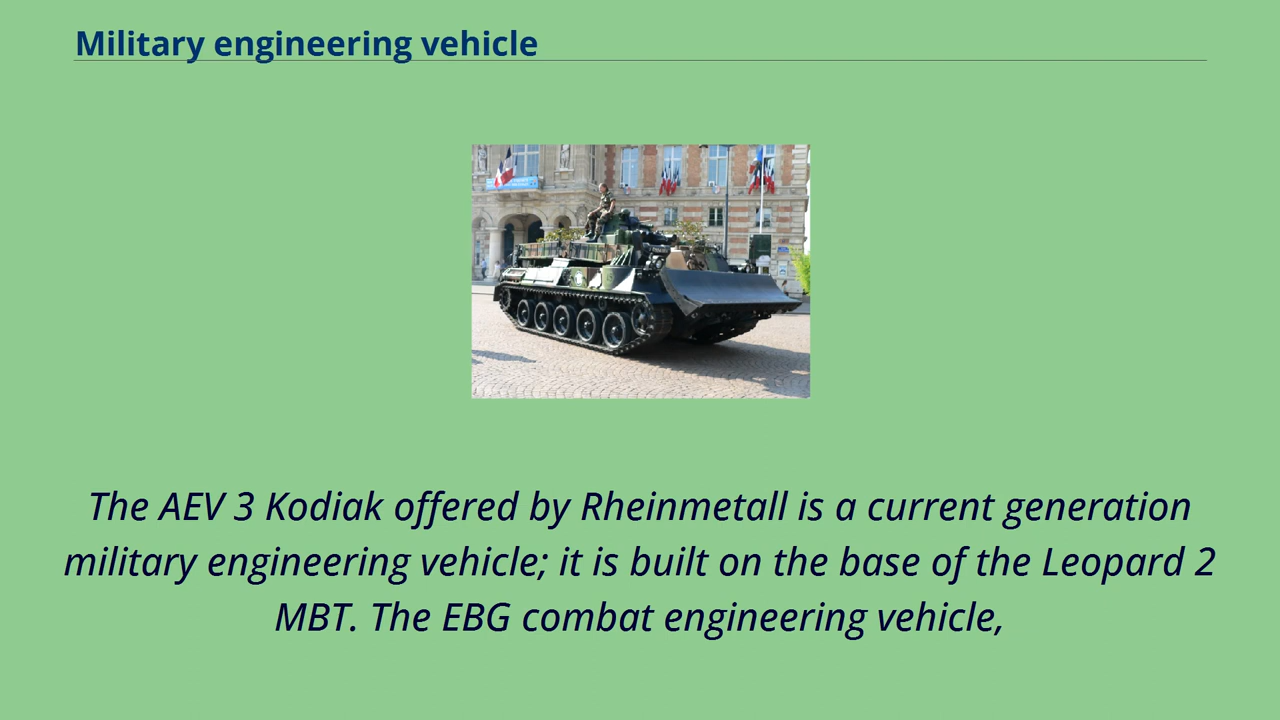 Military engineering vehicle
The AEV 3 Kodiak offered by Rheinmetall is a current generation
military engineering vehicle; it is built on the base of the Leopard 2
MBT. The EBG combat engineering vehicle,